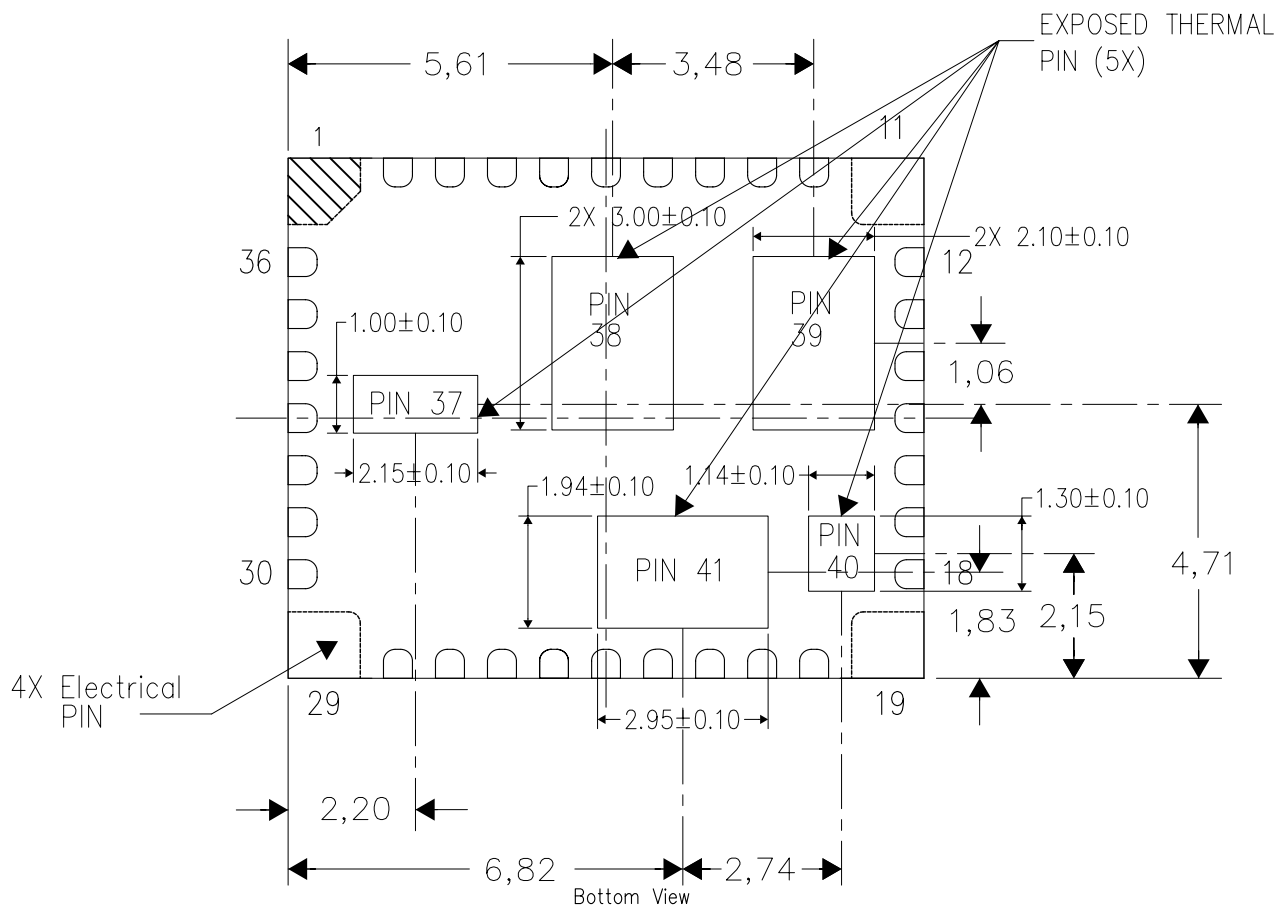 EXPOSED THERMAL
PIN (5X)
5,61
3,48
1
11
2X 3.00±0.10
2X 2.10±0.10
36
12
PIN
38
PIN
39
1.00±0.10
1,06
PIN 37
2.15±0.10
1.94±0.10
1.14±0.10
1.30±0.10
PIN
40
PIN 41
30
18
4,71
1,83
2,15
4X Electrical
PIN
29
19
2.95±0.10
2,20
6,82
2,74
Bottom View